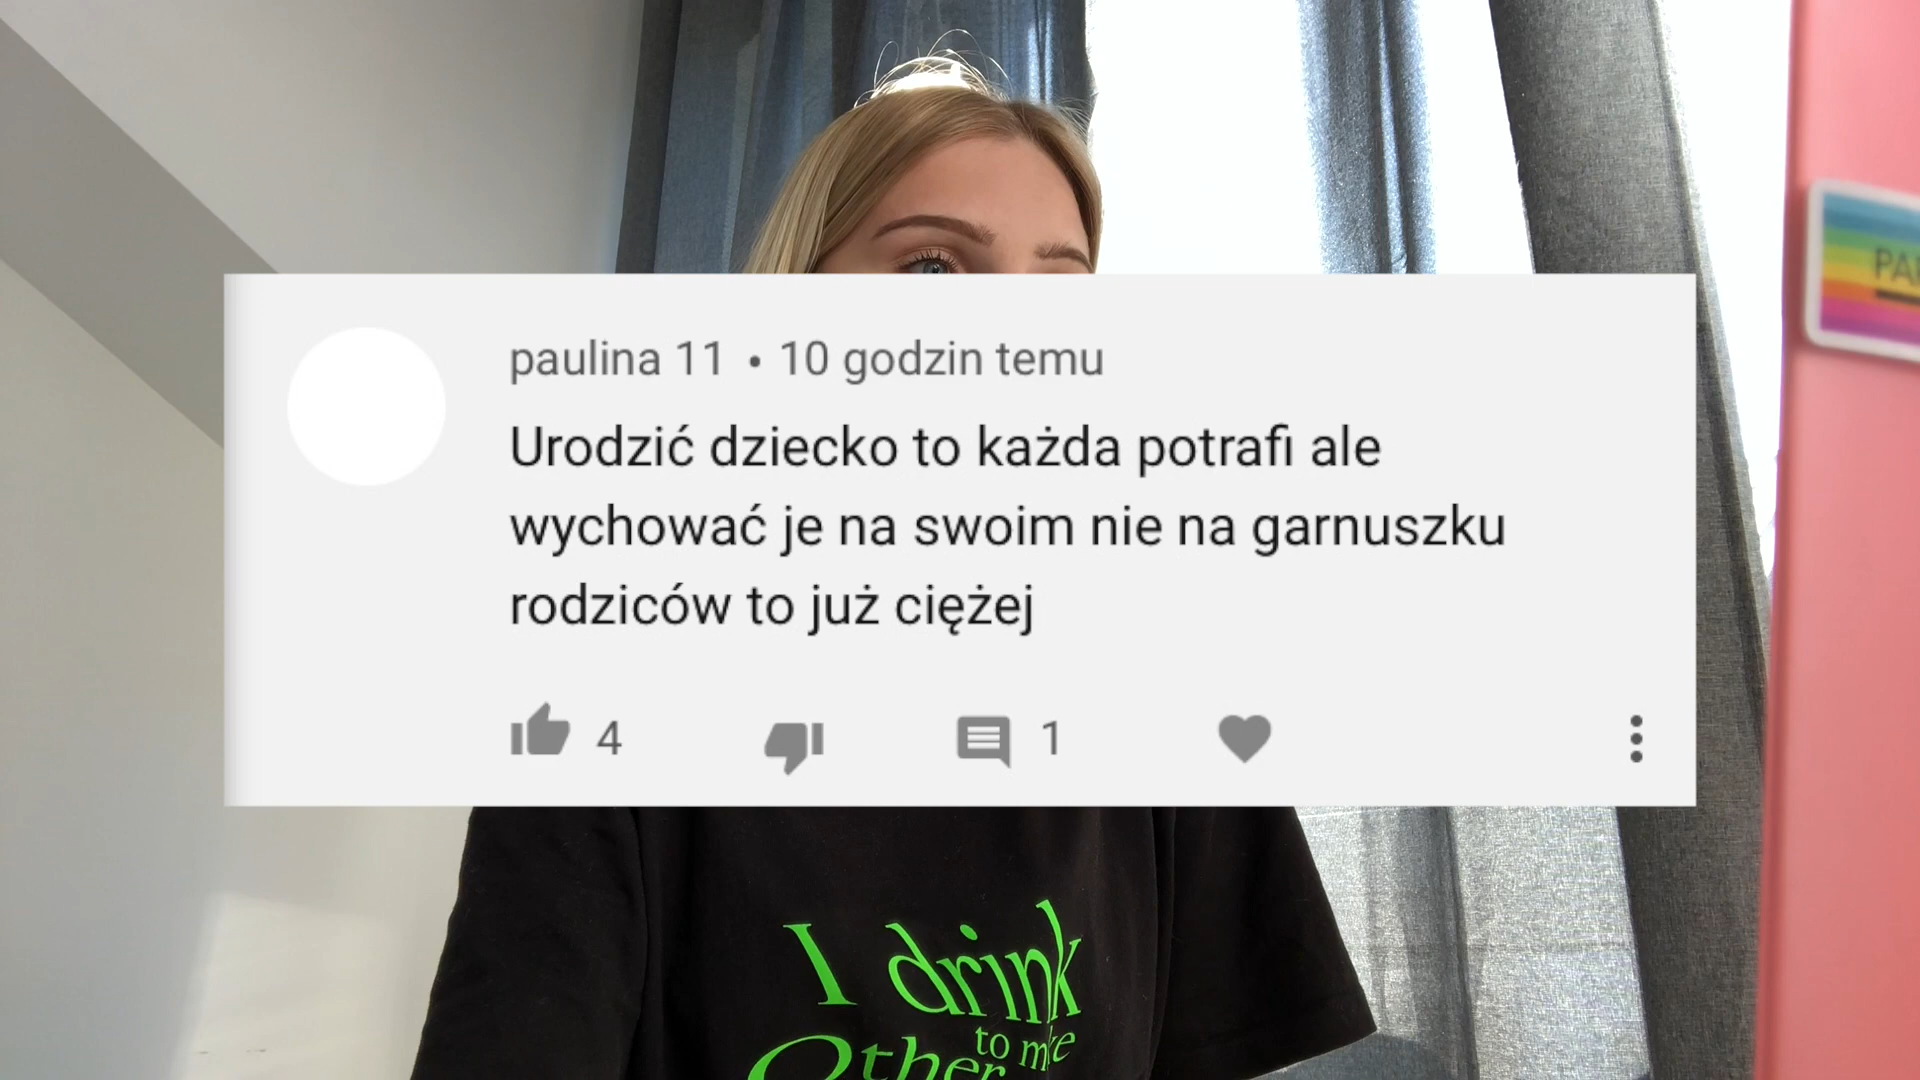 paulina 11 • 10 godzin temu
Urodzić dziecko to każda potrafi ale
wychować je na swoim nie na garnuszku
rodziców to już ciężej
4
1
I drink
to make
Other